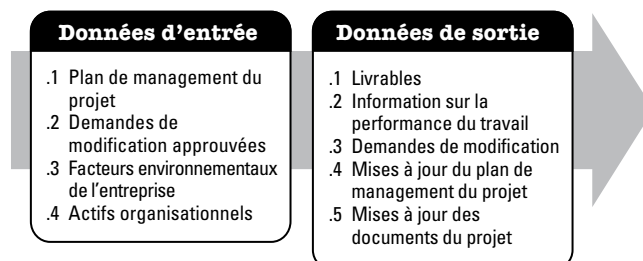 Données d'entrée
.1 Plan de management du
projet
.2 Demandes de
modification approuvées
.3 Facteurs environnementaux
de l'entreprise
.4 Actifs organisationnels
Données de sortie
.1 Livrables
.2 Information sur la
performance du travail
.3 Demandes de modification
.4 Mises à jour du plan de
management du projet
.5 Mises à jour des
documents du projet